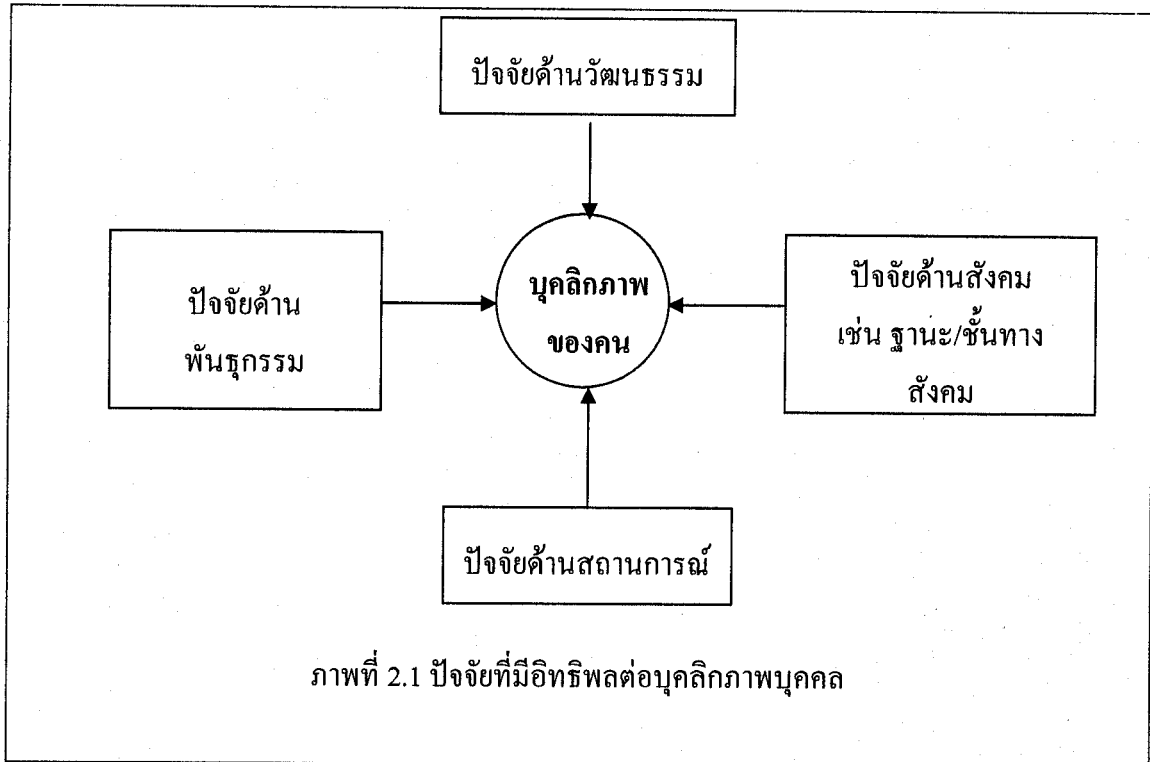 ปัจจัยด้านวัฒนธรรม
ปัจจัยด้าน
พันธุกรรม
บุคลิกภาพ
ของคน
ปัจจัยด้านสังคม
เช่น ฐานะ/ชั้นทาง
สังคม
ปัจจัยด้านสถานการณ์
ภาพที่ 2.1 ปัจจัยที่มีอิทธิพลต่อบุคลิกภาพบุคคล